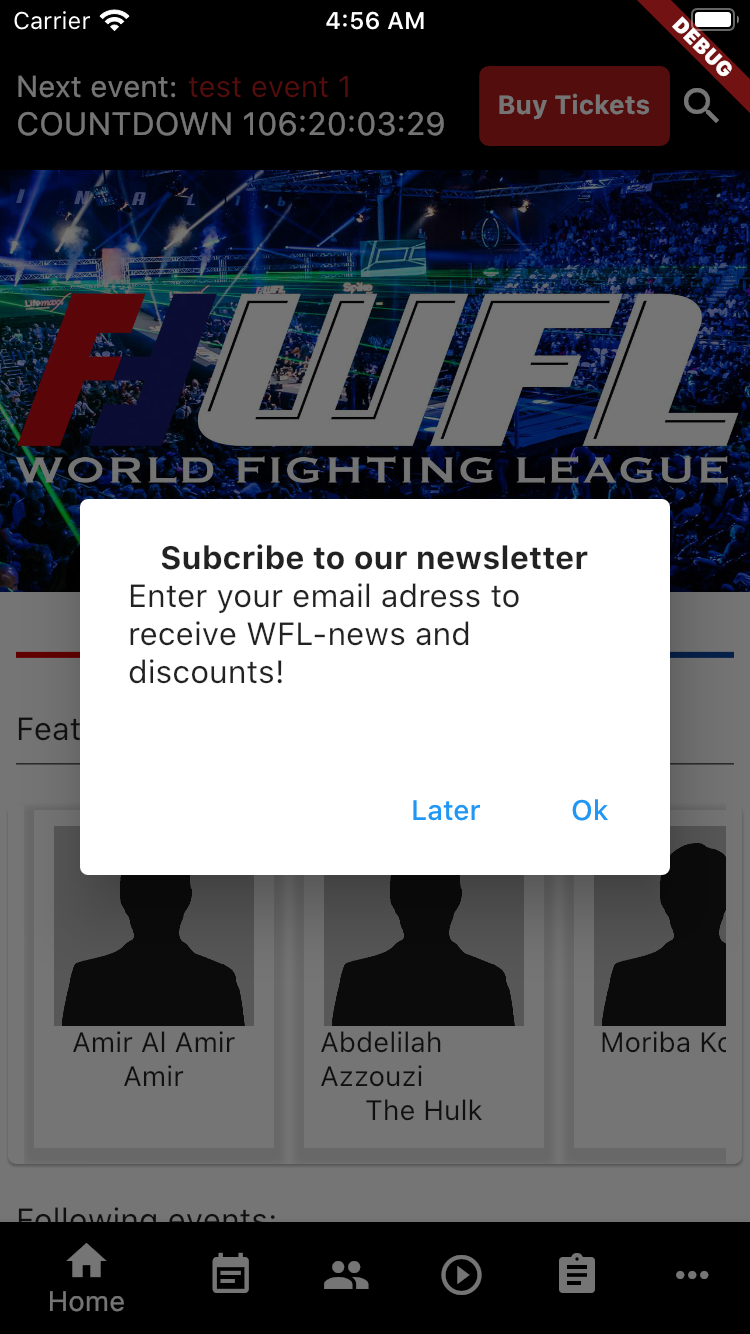 Carrier 4:56 AM
DEBUG
Next event: test event 1
COUNTDOWN 106:20:03:29
Buy Tickets
Spike
WFL
WORLD FIGHTING LEAGUE
Subcribe to our newsletter
Enter your email adress to
receive WFL-news and
discounts!
Later Ok
Feat
Amir Al Amir
Amir
Abdelilah
Azzouzi
The Hulk
Moriba Ko
Following events:
Home